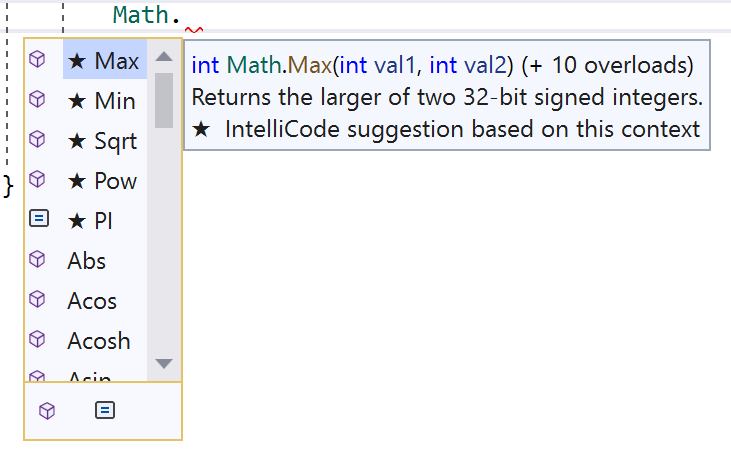 Math.
★ Max
★ Min
★ Sqrt
★ Pow
★ PI
Abs
Acos
Acosh
Asin
int Math.Max(int val1, int val2) (+ 10 overloads)
Returns the larger of two 32-bit signed integers.
★ IntelliCode suggestion based on this context
}